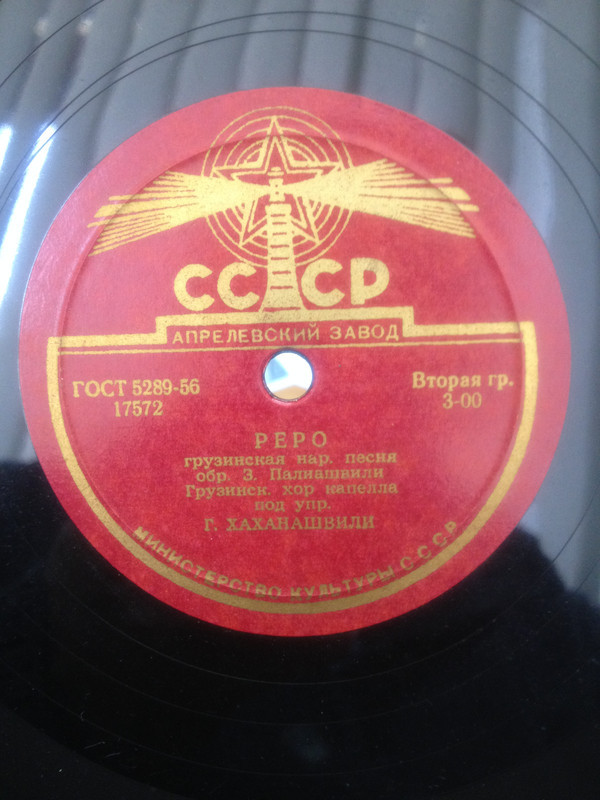 СССР
АПРЕЛЕВСКИЙ ЗАВОД
ГОСТ 5289-56
17572
Вторая гр.
3-00
РЕРО
грузинская нар. песня
обр. З. Палиашвили
Грузинск. хор капелла
под упр.
Г. ХАХАНАШВИЛИ
МИНИСТЕРСТВО КУЛЬТУРЫ СССР